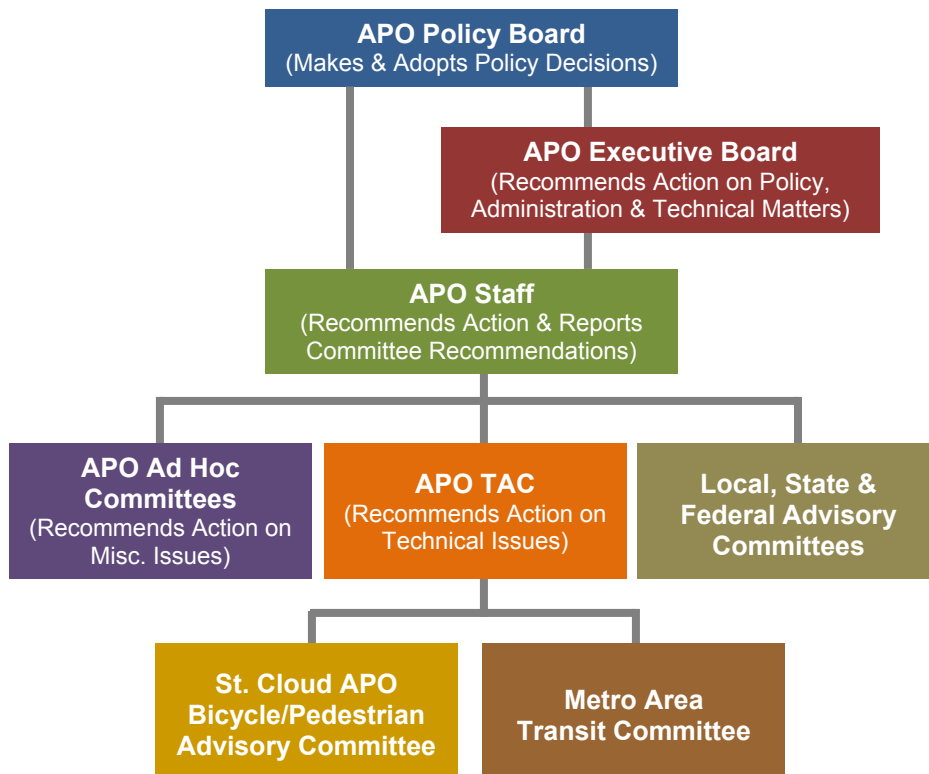 APO Policy Board
(Makes & Adopts Policy Decisions)
APO Executive Board
(Recommends Action on Policy,
Administration & Technical Matters)
APO Staff
(Recommends Action & Reports
Committee Recommendations)
APO Ad Hoc
Committees
(Recommends Action on
Misc. Issues)
APO TAC
(Recommends Action on
Technical Issues)
Local, State &
Federal Advisory
Committees
St. Cloud APO
Bicycle/Pedestrian
Advisory Committee
Metro Area
Transit Committee